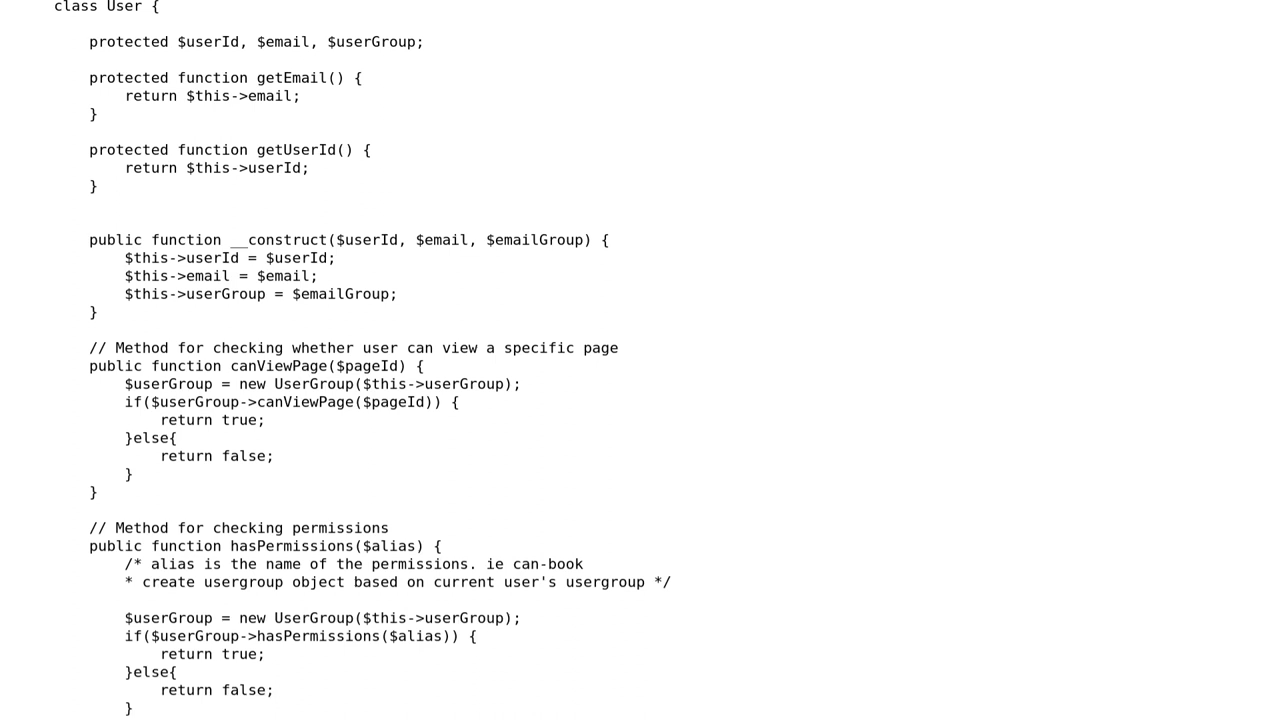 class User {
protected $userId, $email, $userGroup;
protected function getEmail() {
return $this->email;
}
protected function getUserId() {
return $this->userId;
}
public function __construct($userId, $email, $emailGroup) {
$this->userId = $userId;
$this->email = $email;
$this->userGroup = $emailGroup;
}
// Method for checking whether user can view a specific page
public function canViewPage($pageId) {
$userGroup = new UserGroup($this->userGroup);
if($userGroup->canViewPage($pageId)) {
return true;
}else{
return false;
}
}
// Method for checking permissions
public function hasPermissions($alias) {
/* alias is the name of the permissions. ie can-book
* create usergroup object based on current user's usergroup */
$userGroup = new UserGroup($this->userGroup);
if($userGroup->hasPermissions($alias)) {
return true;
}else{
return false;
}